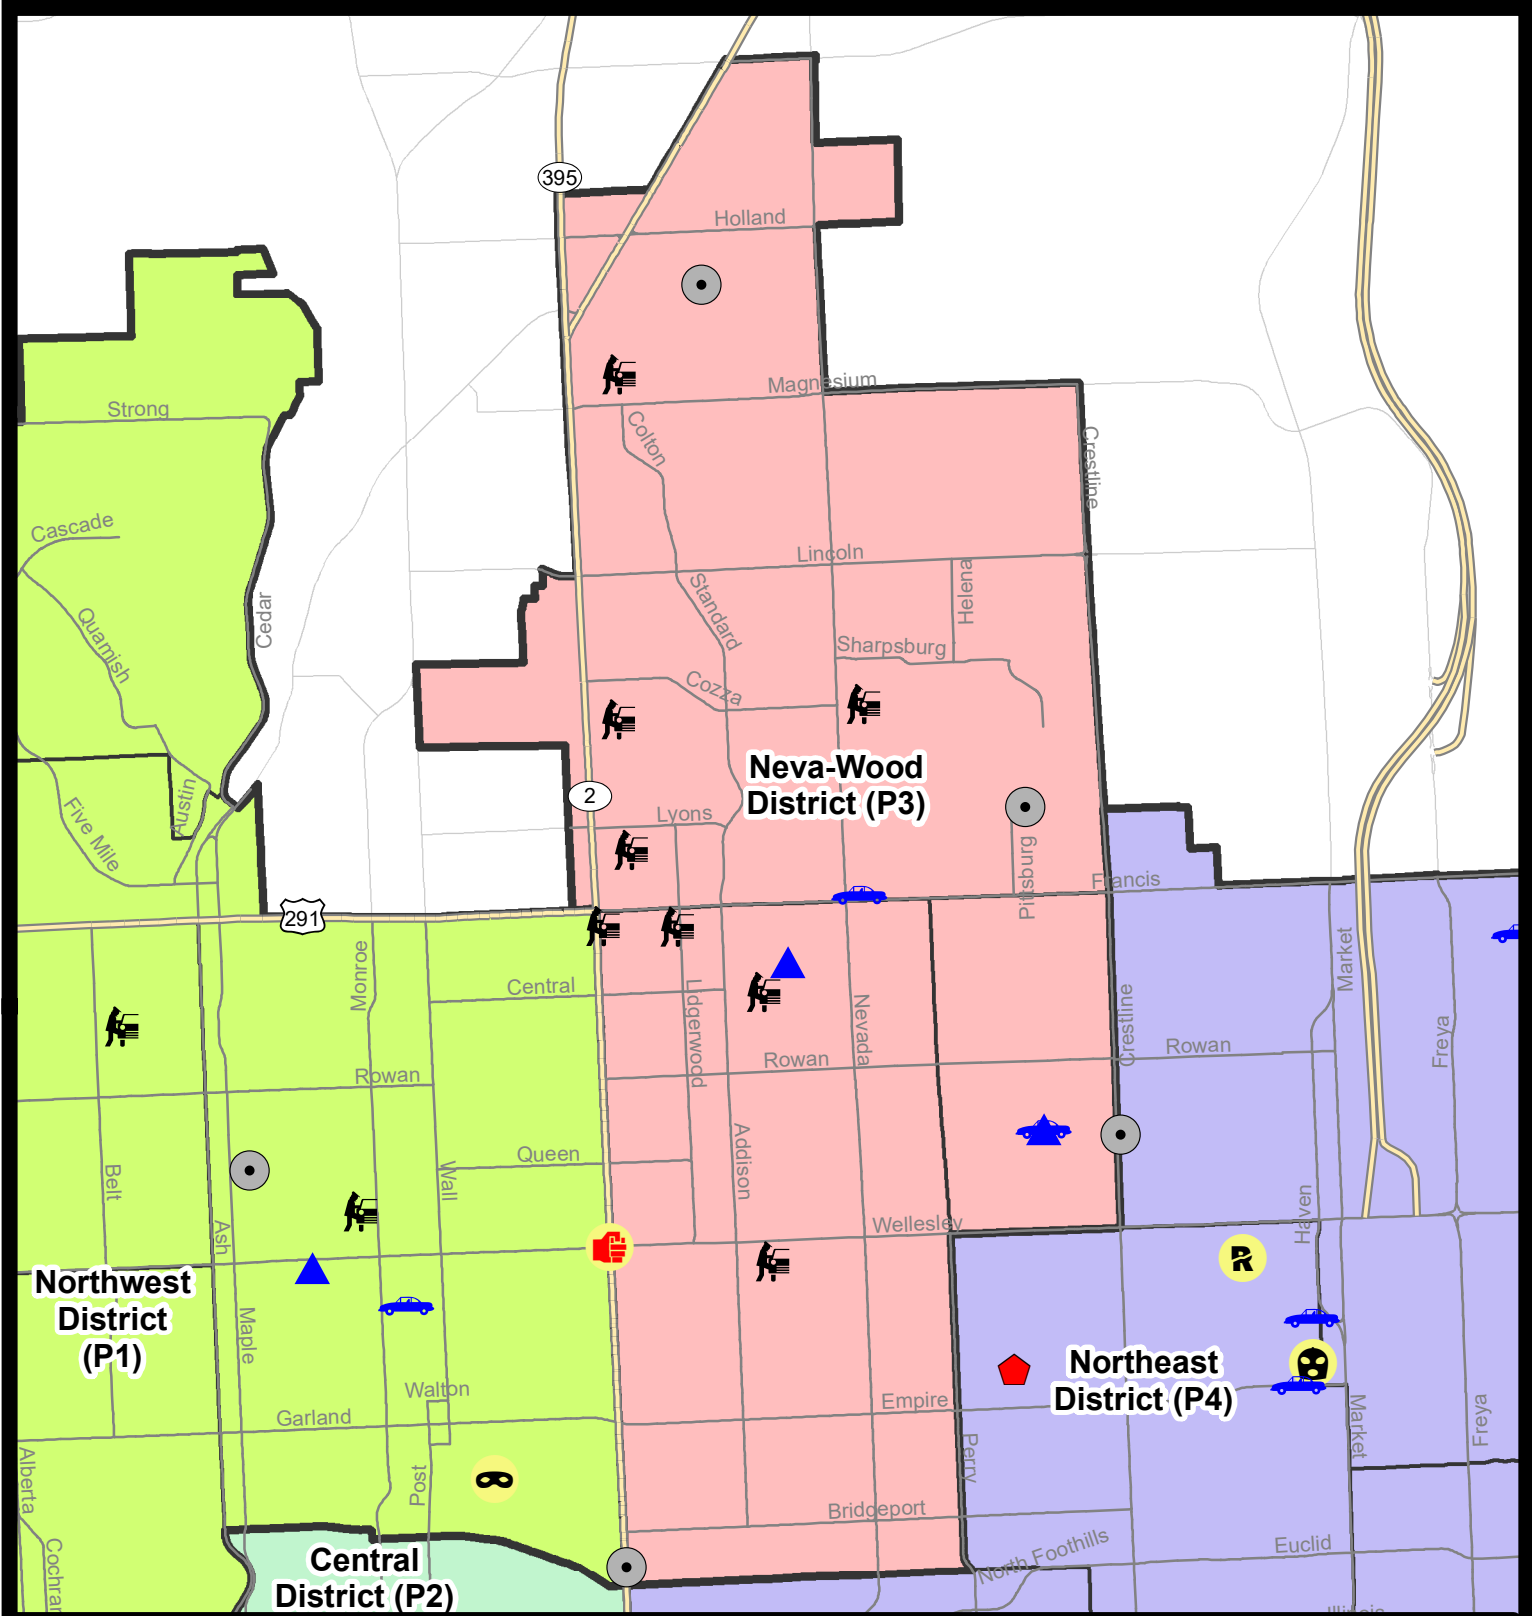 395
Holland
Magnesium
Strong
Colton
Crestline
Cascade
Lincoln
Helena
Standard
Cedar
Quamish
Sharpsburg
Cozza
Neva-Wood
District (P3)
2
Austin
Five Mile
Lyons
Pittsburg
Francis
291
Monroe
Central
Lidgerwood
Nevada
Crestline
Market
Freya
Rowan
Rowan
Rowan
Belt
Queen
Wall
Addison
Ash
Wellesley
Haven
R
Northwest
District
(P1)
Maple
Northeast
District (P4)
Walton
Garland
Empire
Market
Freya
Alberta
Post
Perry
Bridgeport
Cochran
Central
District (P2)
North Foothills
Euclid